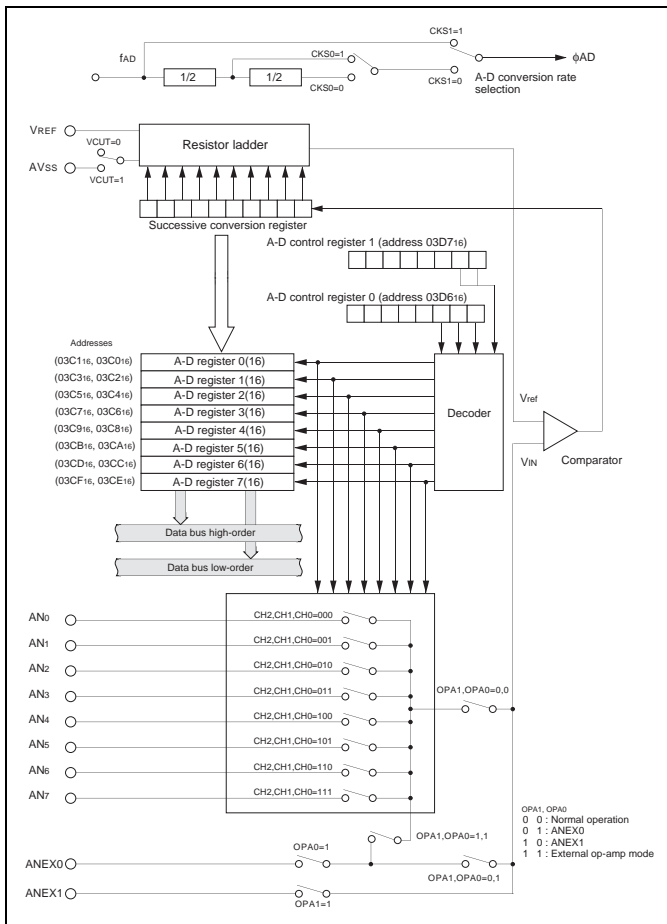 CKS1=1
fAD
CKS0=1
φAD
1/2
1/2
A-D conversion rate
selection
CKS0=0
CKS1=0
VREF
VCUT=0
Resistor ladder
AVSS
VCUT=1
Successive conversion register
A-D control register 1 (address 03D716)
A-D control register 0 (address 03D616)
Addresses
(03C116, 03C016)
A-D register 0(16)
(03C316, 03C216)
A-D register 1(16)
(03C516, 03C416)
A-D register 2(16)
(03C716, 03C616)
A-D register 3(16)
(03C916, 03C816)
A-D register 4(16)
(03CB16, 03CA16)
A-D register 5(16)
(03CD16, 03CC16)
A-D register 6(16)
(03CF16, 03CE16)
A-D register 7(16)
Decoder
Vref
VIN
Comparator
Data bus high-order
Data bus low-order
AN0
CH2,CH1,CH0=000
AN1
CH2,CH1,CH0=001
AN2
CH2,CH1,CH0=010
AN3
CH2,CH1,CH0=011
OPA1,OPA0=0,0
AN4
CH2,CH1,CH0=100
AN5
CH2,CH1,CH0=101
AN6
CH2,CH1,CH0=110
AN7
CH2,CH1,CH0=111
OPA1, OPA0
0 0 : Normal operation
0 1 : ANEX0
1 0 : ANEX1
1 1 : External op-amp mode
OPA1,OPA0=1,1
ANEX0
OPA0=1
OPA1,OPA0=0,1
ANEX1
OPA1=1